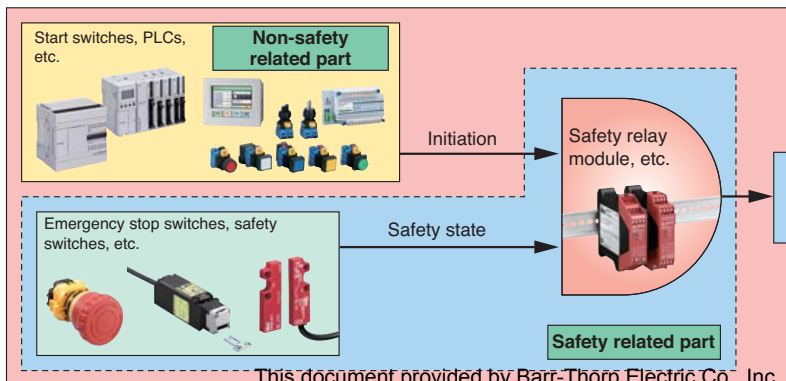 Start switches, PLCs,
etc.
Non-safety
related part
Initiation
Safety relay
module, etc.
Emergency stop switches, safety
switches, etc.
Safety state
Safety related part
This document provided by Barr-Thorp Electric Co., Inc.